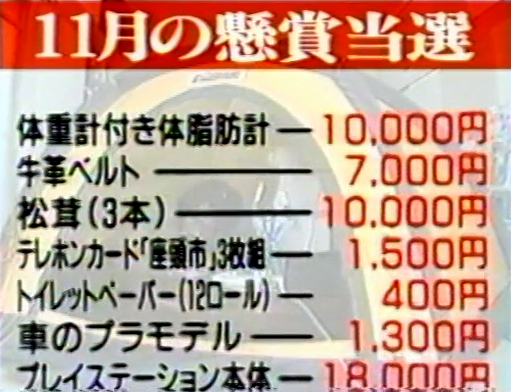 11月の懸賞当選
体重計付き体脂肪計 ― 10,000円
牛革ベルト ― 7,000円
松茸(3本) ― 10,000円
テレホンカード「座頭市」3枚組 ― 1,500円
トイレットペーパー(12ロール) ― 400円
車のプラモデル ― 1,300円
プレイステーション本体 ― 18,000円